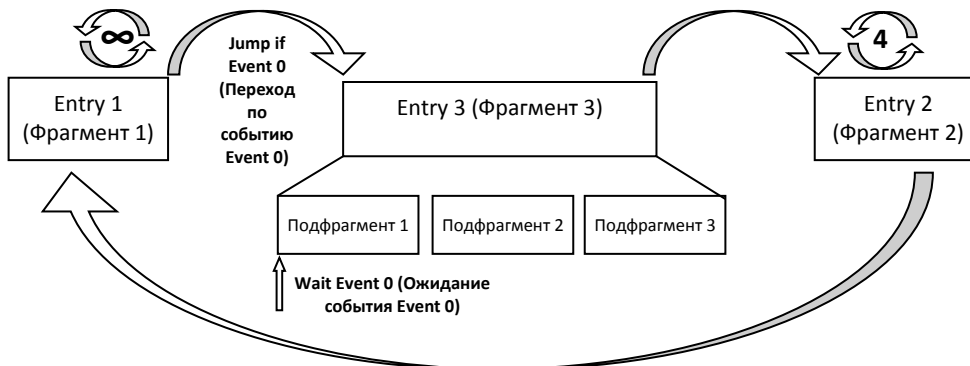 ∞
Entry 1
(Фрагмент 1)
Jump if
Event 0
(Переход
по
событию
Event 0)
Entry 3 (Фрагмент 3)
4
Entry 2
(Фрагмент 2)
Подфрагмент 1
Подфрагмент 2
Подфрагмент 3
Wait Event 0 (Ожидание
события Event 0)